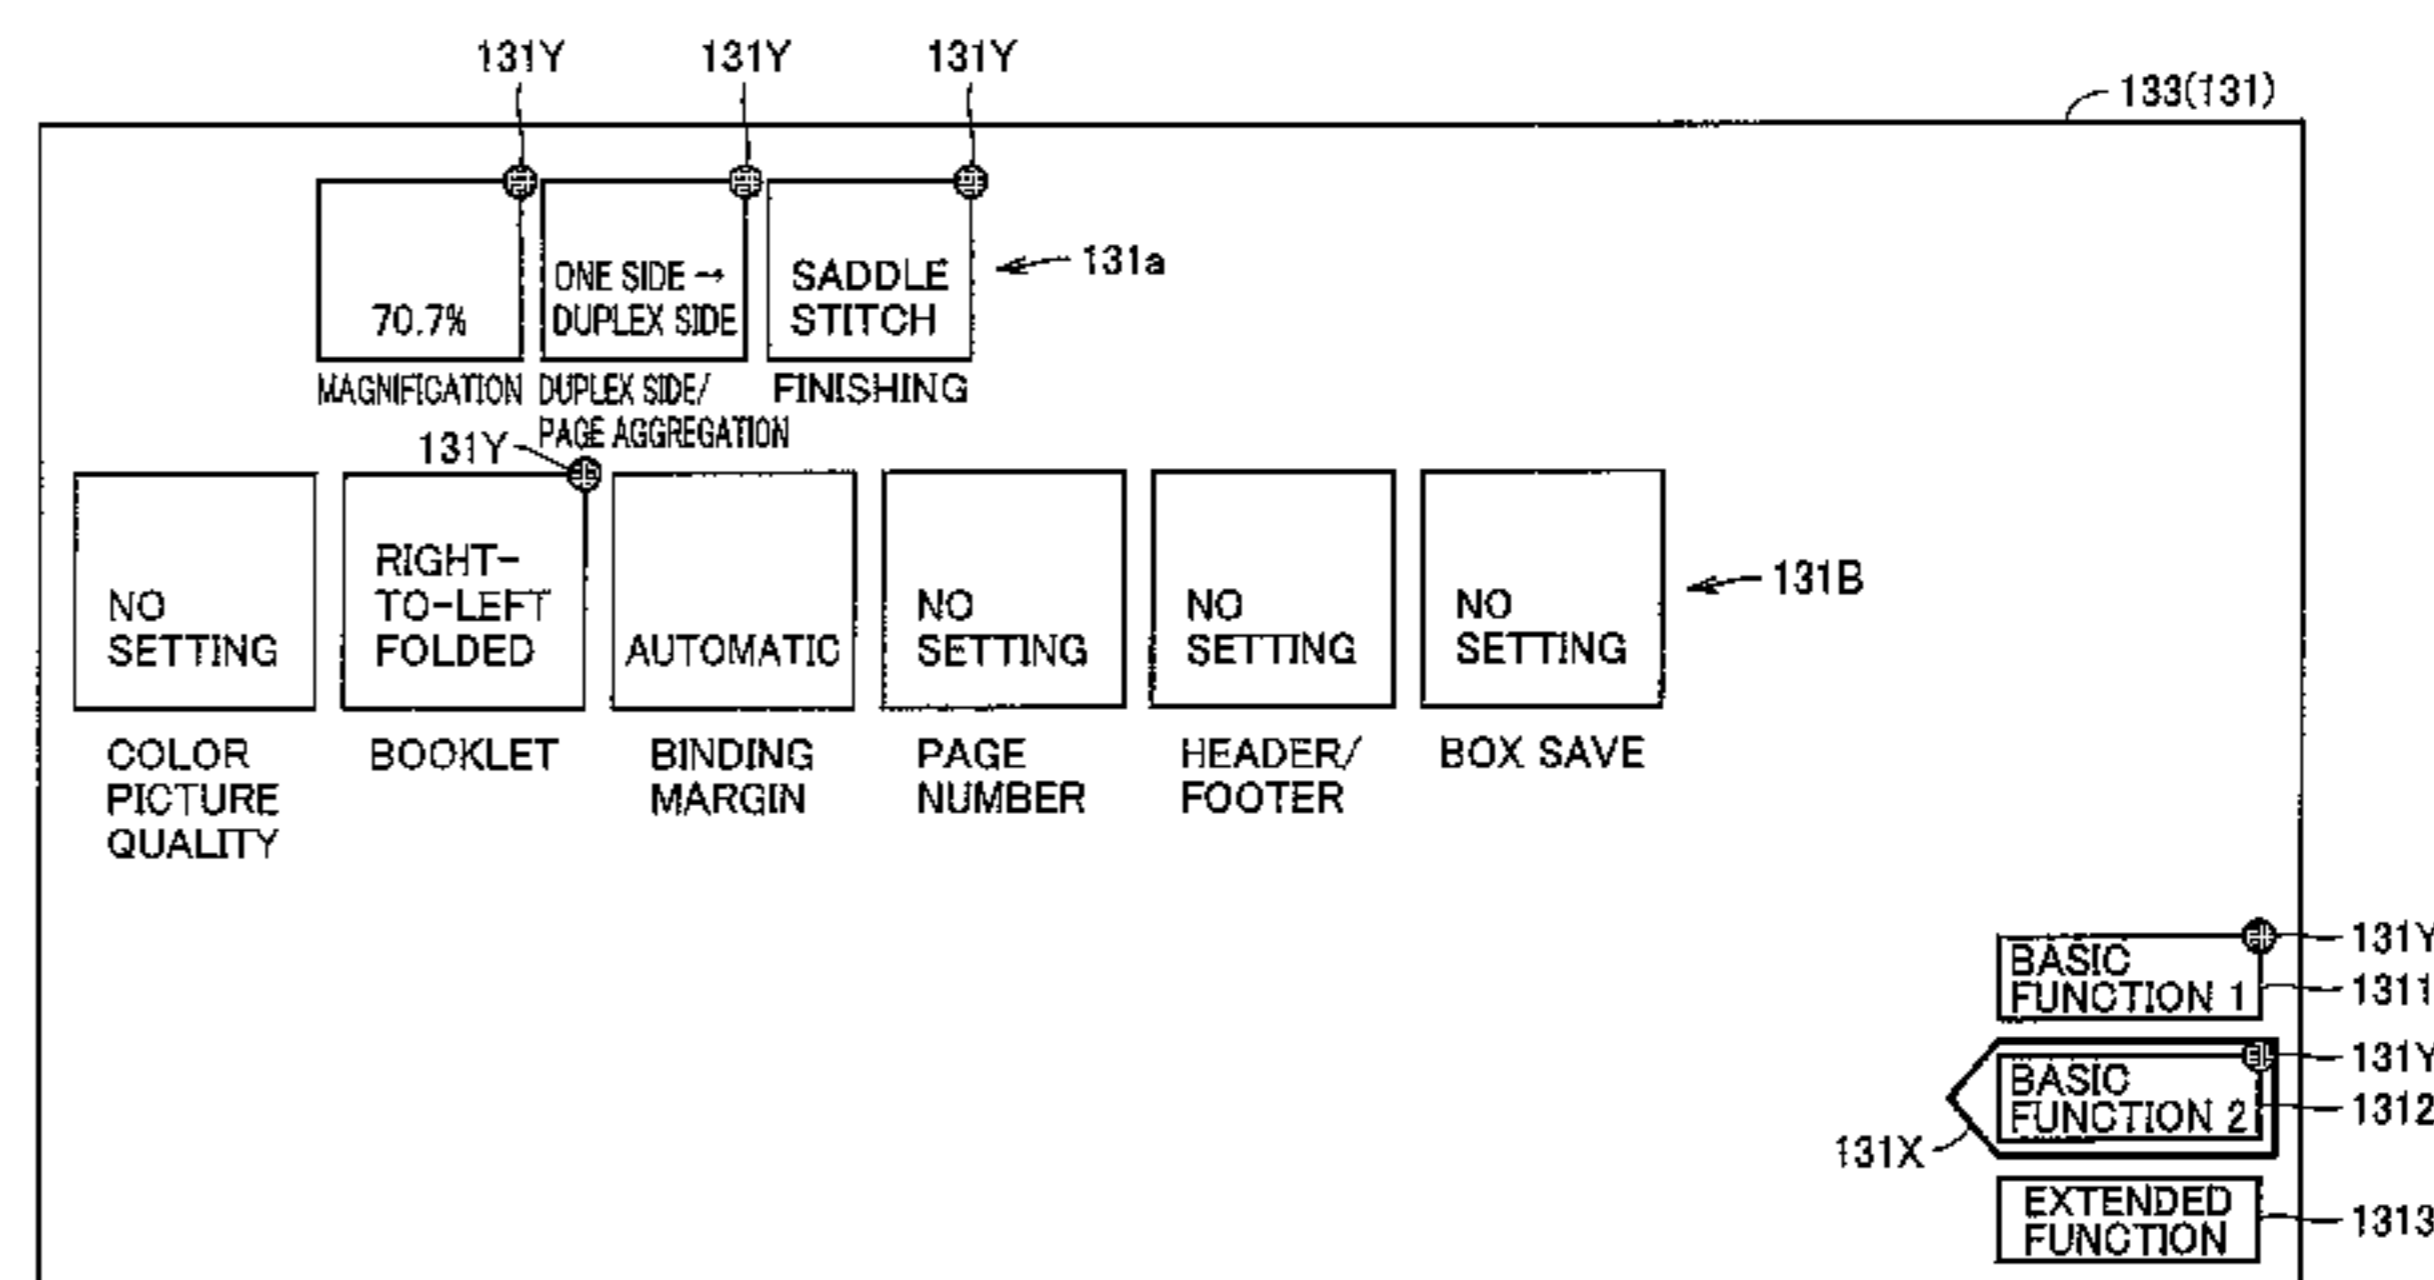 131Y 131Y 131Y
133(131)
70.7%
ONE SIDE →
DUPLEX SIDE
SADDLE
STITCH
131a
MAGNIFICATION
DUPLEX SIDE/
PAGE AGGREGATION
FINISHING
131Y
NO
SETTING
RIGHT-
TO-LEFT
FOLDED
AUTOMATIC
NO
SETTING
NO
SETTING
NO
SETTING
131B
COLOR
PICTURE
QUALITY
BOOKLET
BINDING
MARGIN
PAGE
NUMBER
HEADER/
FOOTER
BOX SAVE
BASIC
FUNCTION 1
131Y
1311
BASIC
FUNCTION 2
131Y
1312
131X
EXTENDED
FUNCTION
1313